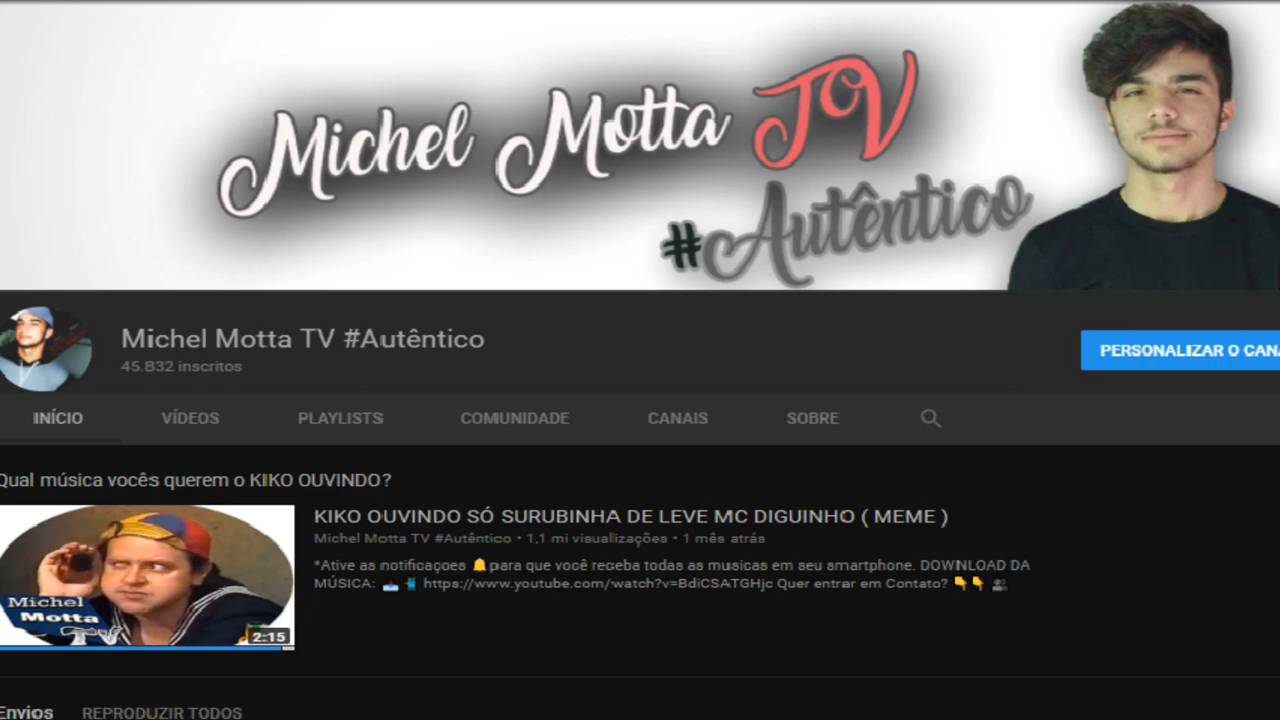 Michel Motta TV
#Autêntico
Michel Motta TV #Autêntico
45.832 inscritos
PERSONALIZAR O CANA
INÍCIO VÍDEOS PLAYLISTS COMUNIDADE CANAIS SOBRE
Qual música vocês querem o KIKO OUVINDO?
KIKO OUVINDO SÓ SURUBINHA DE LEVE MC DIGUINHO ( MEME )
Michel Motta TV #Autêntico • 1,1 mi visualizações • 1 mês atrás
*Ative as notificaçoes 🔔 para que você receba todas as musicas em seu smartphone. DOWNLOAD DA
MÚSICA: 📥 📲 https://www.youtube.com/watch?v=BdiCSATGHjc Quer entrar em Contato? 👇👇 👥
Michel
Motta
TV
2:15
Envios REPRODUZIR TODOS